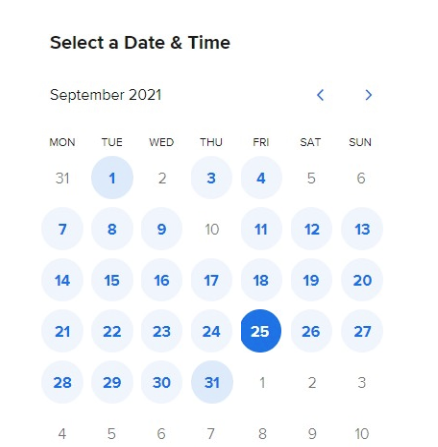 Select a Date & Time
September 2021
MON TUE WED THU FRI SAT SUN
31 1 2 3 4 5 6
7 8 9 10 11 12 13
14 15 16 17 18 19 20
21 22 23 24 25 26 27
28 29 30 31 1 2 3
4 5 6 7 8 9 10